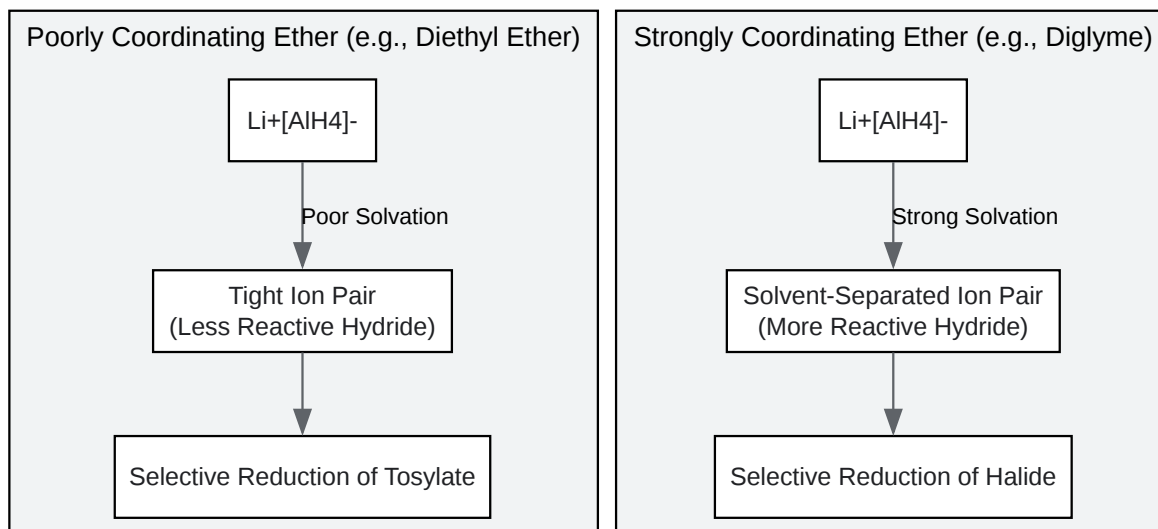 Poorly Coordinating Ether (e.g., Diethyl Ether)
Li+[AlH4]-
Poor Solvation
Tight Ion Pair
(Less Reactive Hydride)
Selective Reduction of Tosylate
Strongly Coordinating Ether (e.g., Diglyme)
Li+[AlH4]-
Strong Solvation
Solvent-Separated Ion Pair
(More Reactive Hydride)
Selective Reduction of Halide